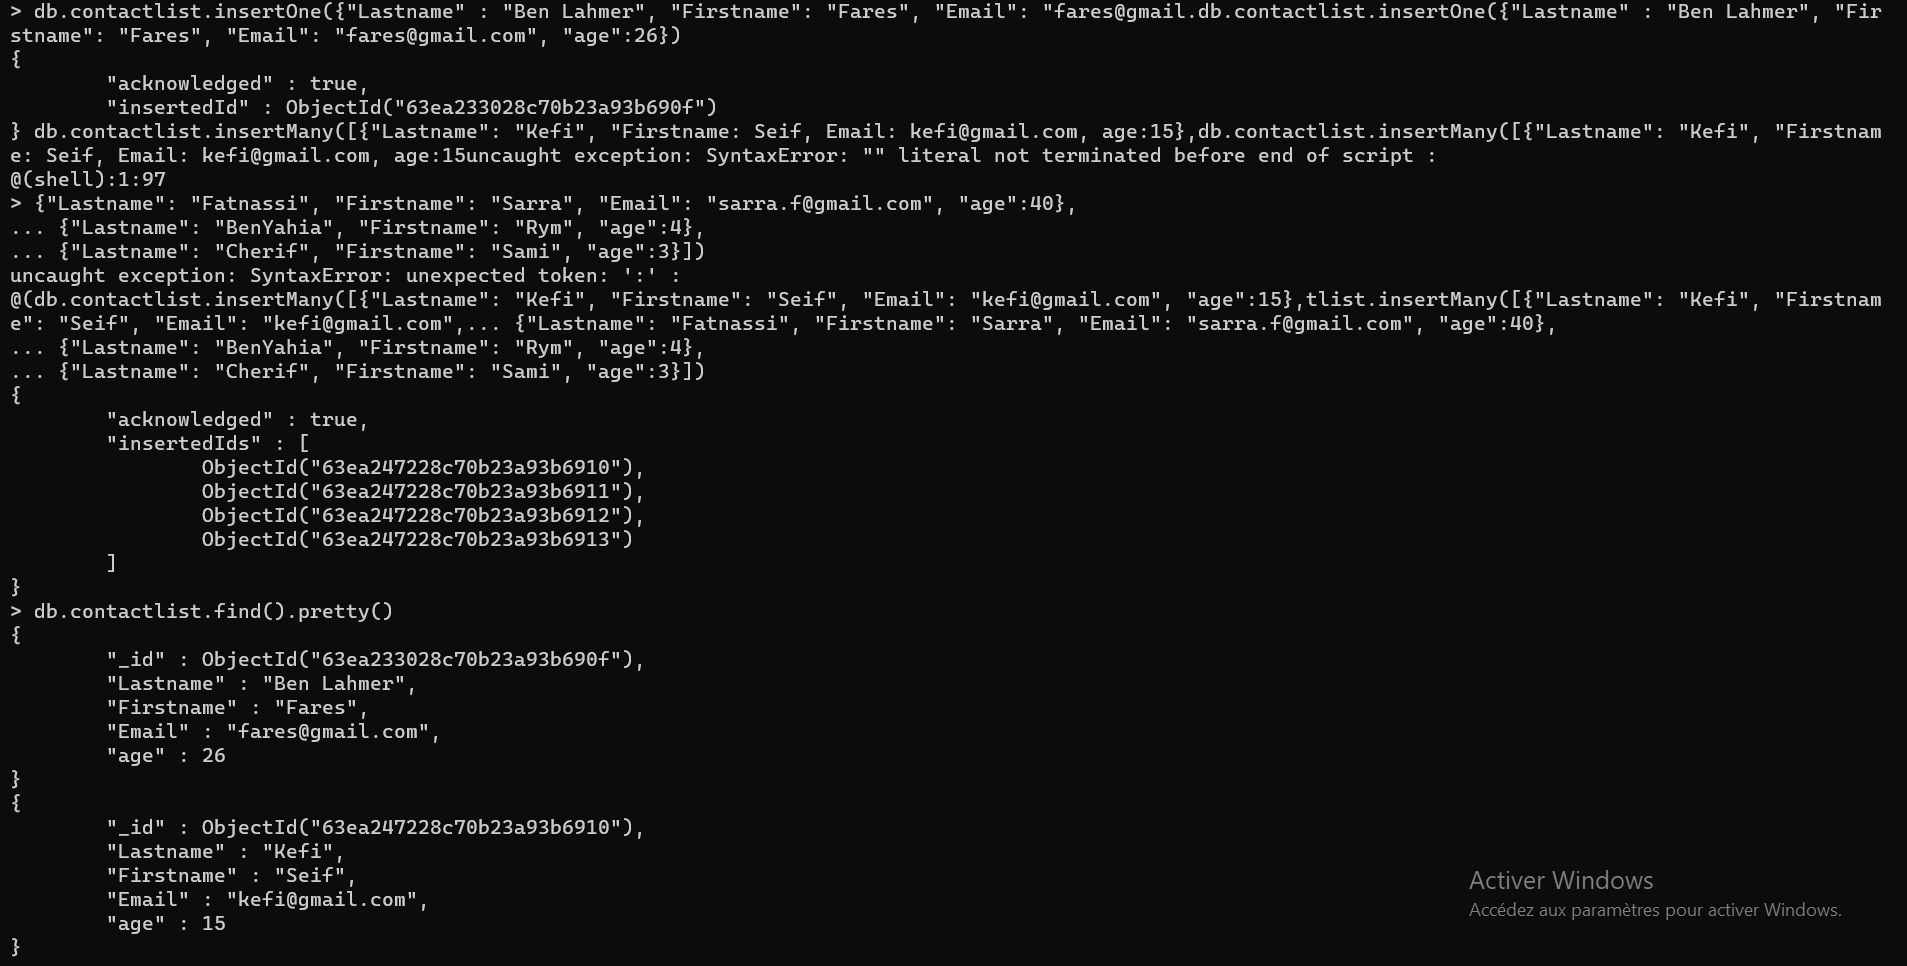 > db.contactlist.insertOne({"Lastname" : "Ben Lahmer", "Firstname": "Fares", "Email": "fares@gmail.db.contactlist.insertOne({"Lastname" : "Ben Lahmer", "Fir
stname": "Fares", "Email": "fares@gmail.com", "age":26})
{
        "acknowledged" : true,
        "insertedId" : ObjectId("63ea233028c70b23a93b690f")
} db.contactlist.insertMany([{"Lastname": "Kefi", "Firstname: Seif, Email: kefi@gmail.com, age:15},db.contactlist.insertMany([{"Lastname": "Kefi", "Firstnam
e: Seif, Email: kefi@gmail.com, age:15uncaught exception: SyntaxError: "" literal not terminated before end of script :
@(shell):1:97
> {"Lastname": "Fatnassi", "Firstname": "Sarra", "Email": "sarra.f@gmail.com", "age":40},
... {"Lastname": "BenYahia", "Firstname": "Rym", "age":4},
... {"Lastname": "Cherif", "Firstname": "Sami", "age":3}])
uncaught exception: SyntaxError: unexpected token: ':' :
@(db.contactlist.insertMany([{"Lastname": "Kefi", "Firstname": "Seif", "Email": "kefi@gmail.com", "age":15},tlist.insertMany([{"Lastname": "Kefi", "Firstnam
e": "Seif", "Email": "kefi@gmail.com",... {"Lastname": "Fatnassi", "Firstname": "Sarra", "Email": "sarra.f@gmail.com", "age":40},
... {"Lastname": "BenYahia", "Firstname": "Rym", "age":4},
... {"Lastname": "Cherif", "Firstname": "Sami", "age":3}])
{
        "acknowledged" : true,
        "insertedIds" : [
                ObjectId("63ea247228c70b23a93b6910"),
                ObjectId("63ea247228c70b23a93b6911"),
                ObjectId("63ea247228c70b23a93b6912"),
                ObjectId("63ea247228c70b23a93b6913")
        ]
}
> db.contactlist.find().pretty()
{
        "_id" : ObjectId("63ea233028c70b23a93b690f"),
        "Lastname" : "Ben Lahmer",
        "Firstname" : "Fares",
        "Email" : "fares@gmail.com",
        "age" : 26
}
{
        "_id" : ObjectId("63ea247228c70b23a93b6910"),
        "Lastname" : "Kefi",
        "Firstname" : "Seif",
        "Email" : "kefi@gmail.com",
        "age" : 15
}
Activer Windows
Accédez aux paramètres pour activer Windows.